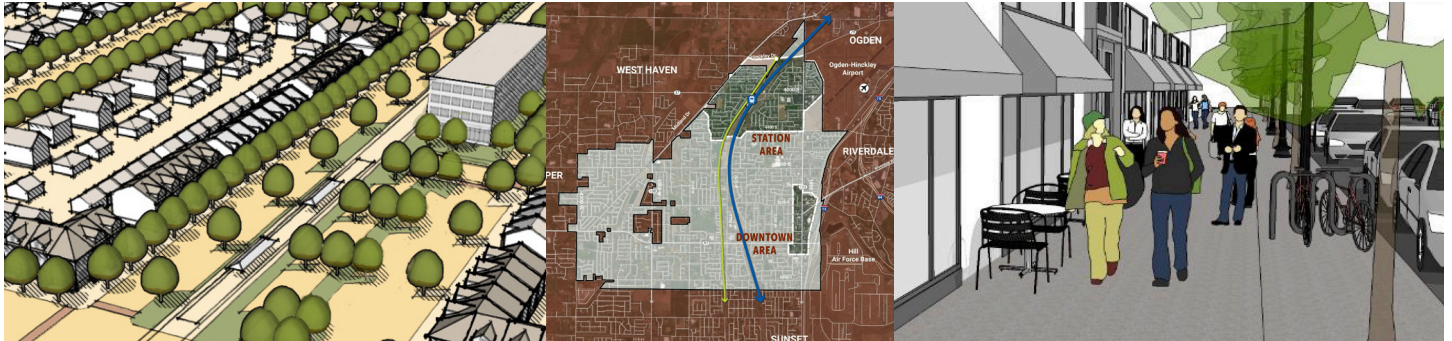 OGDEN
WEST HAVEN
Ogden-Hinckley
Airport
STATION
AREA
RIVERDALE
PER
DOWNTOWN
AREA
Hill
Air Force Base
SUNSET